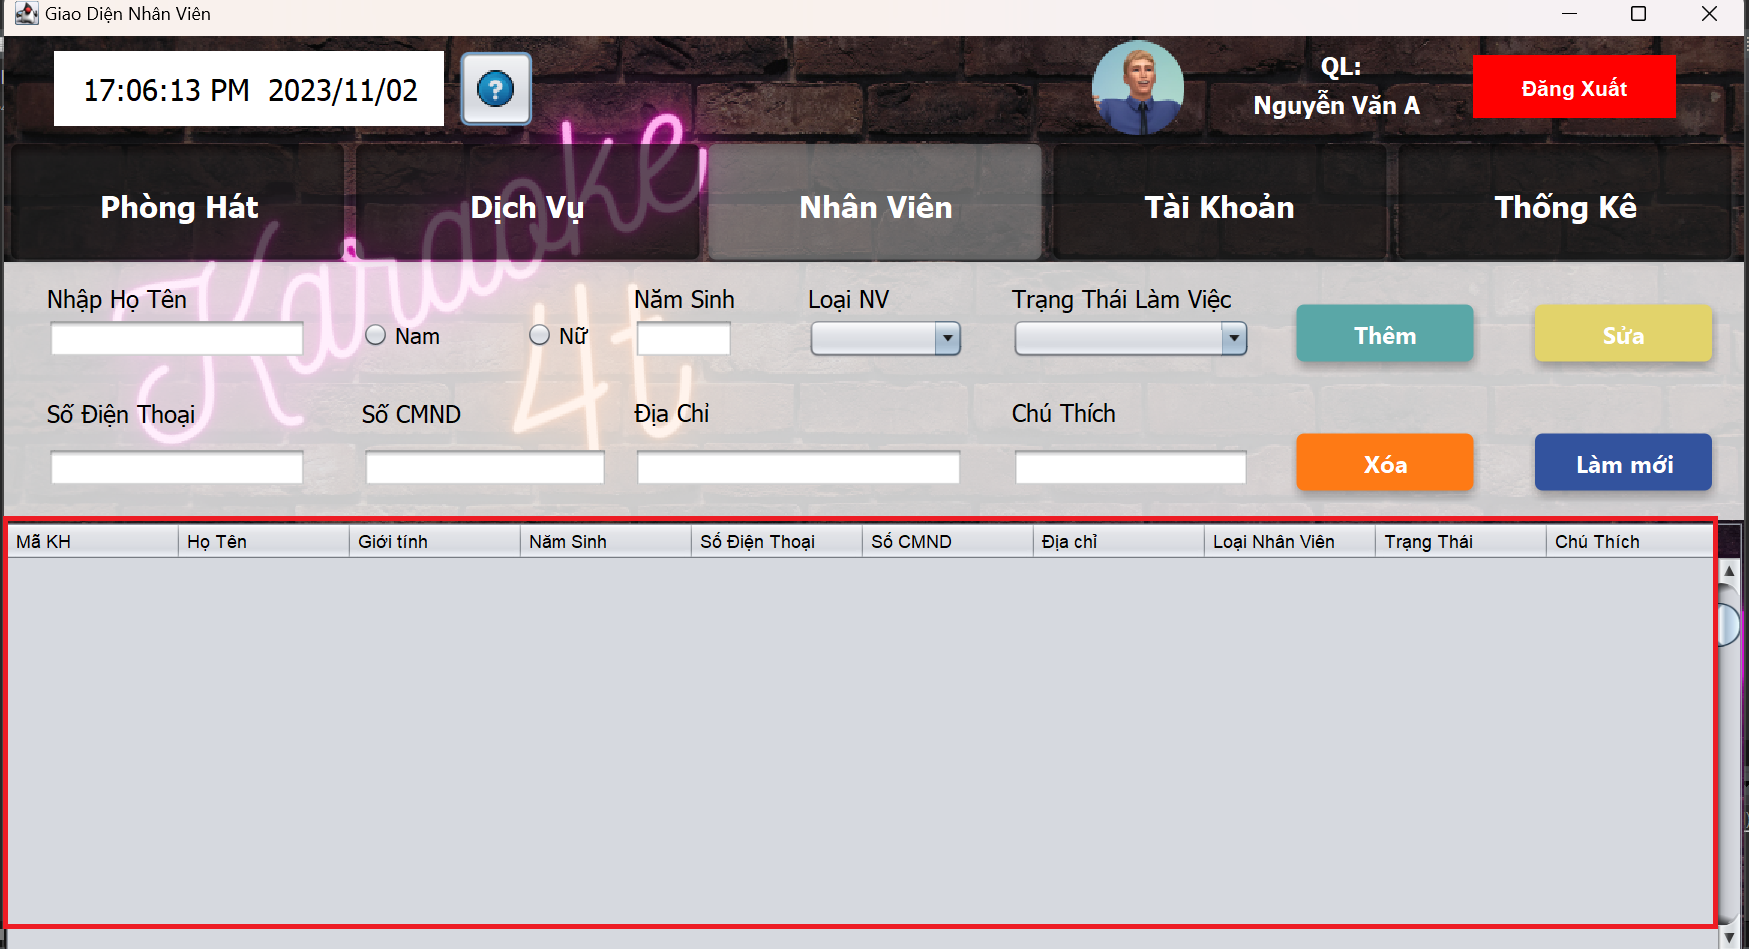 Giao Diện Nhân Viên
17:06:13 PM 2023/11/02
?
QL:
Nguyễn Văn A
Đăng Xuất
Karaoke
4t
Phòng Hát
Dịch Vụ
Nhân Viên
Tài Khoản
Thống Kê
Nhập Họ Tên
Nam
Nữ
Năm Sinh
Loại NV
Trạng Thái Làm Việc
Thêm
Sửa
Số Điện Thoại
Số CMND
Địa Chỉ
Chú Thích
Xóa
Làm mới
Mã KH Họ Tên Giới tính Năm Sinh Số Điện Thoại Số CMND Địa chỉ Loại Nhân Viên Trạng Thái Chú Thích